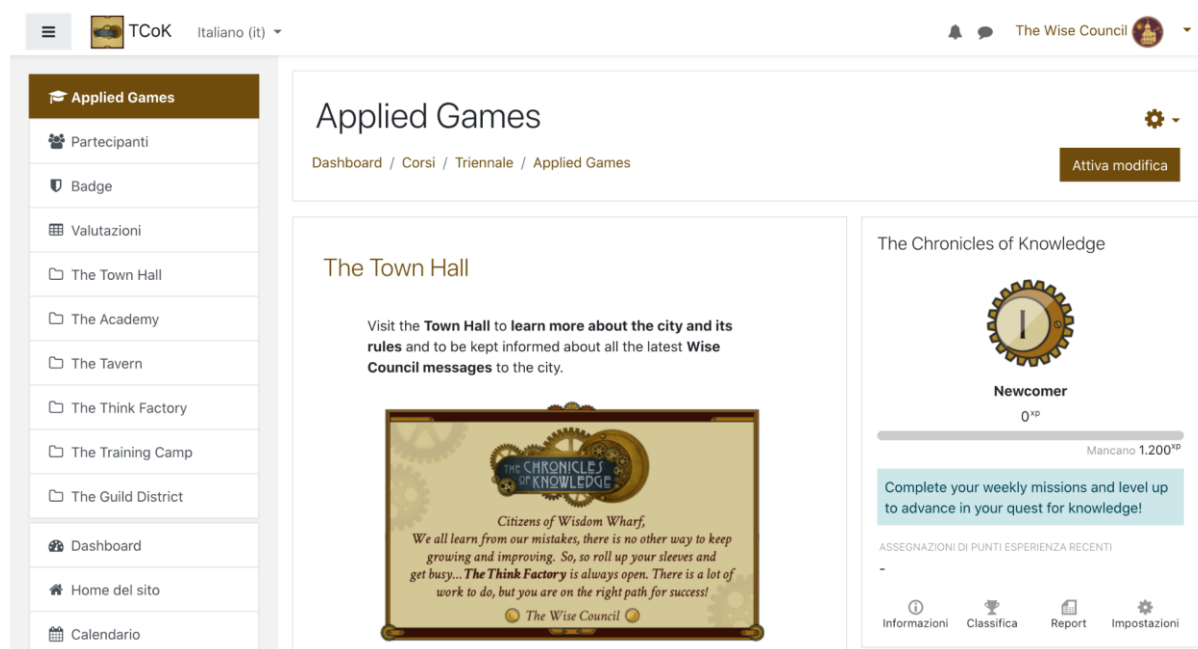 TCoK
Italiano (it)
The Wise Council
Applied Games
Partecipanti
Badge
Valutazioni
The Town Hall
The Academy
The Tavern
The Think Factory
The Training Camp
The Guild District
Dashboard
Home del sito
Calendario
Applied Games
Dashboard / Corsi / Triennale / Applied Games
Attiva modifica
The Town Hall
Visit the Town Hall to learn more about the city and its
rules and to be kept informed about all the latest Wise
Council messages to the city.
THE CHRONICLES
OF KNOWLEDGE
Citizens of Wisdom Wharf,
We all learn from our mistakes, there is no other way to keep
growing and improving. So, so roll up your sleeves and
get busy... The Think Factory is always open. There is a lot of
work to do, but you are on the right path for success!
The Wise Council
The Chronicles of Knowledge
I
Newcomer
0xp
Mancano 1.200xp
Complete your weekly missions and level up
to advance in your quest for knowledge!
ASSEGNAZIONI DI PUNTI ESPERIENZA RECENTI
-
Informazioni Classifica Report Impostazioni